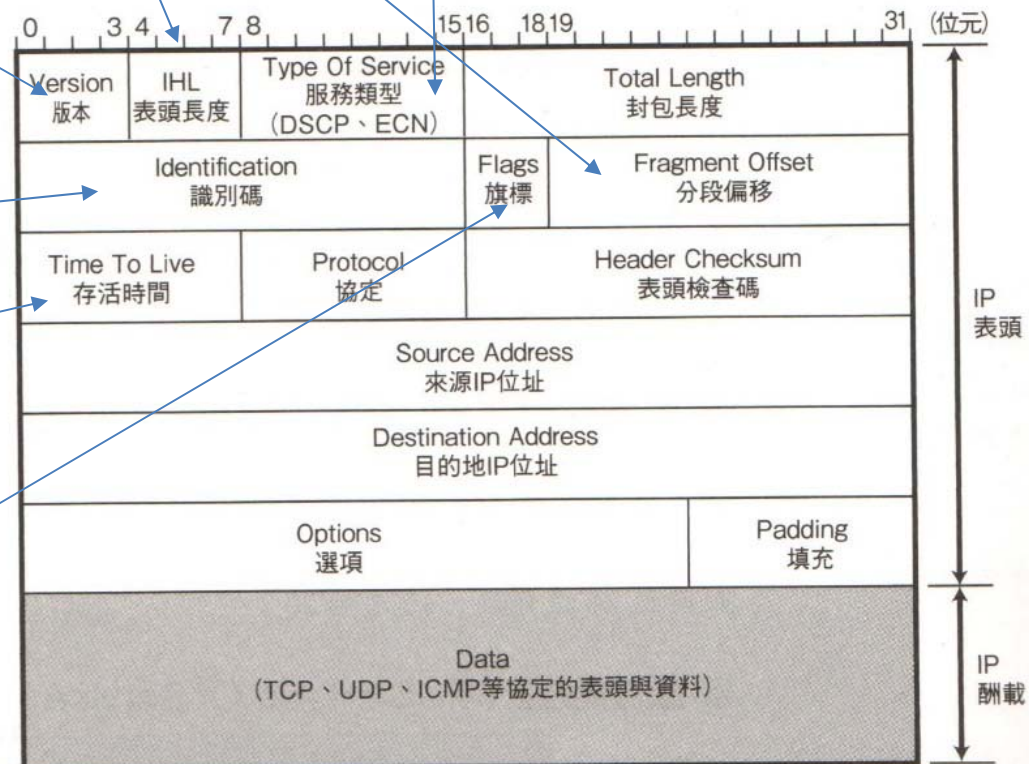 0 3 4 7 8 15 16 18 19 31 (位元)
Version
版本
IHL
表頭長度
Type Of Service
服務類型
(DSCP、ECN)
Total Length
封包長度
Identification
識別碼
Flags
旗標
Fragment Offset
分段偏移
Time To Live
存活時間
Protocol
協定
Header Checksum
表頭檢查碼
Source Address
來源IP位址
Destination Address
目的地IP位址
Options
選項
Padding
填充
IP
表頭
Data
(TCP、UDP、ICMP等協定的表頭與資料)
IP
酬載